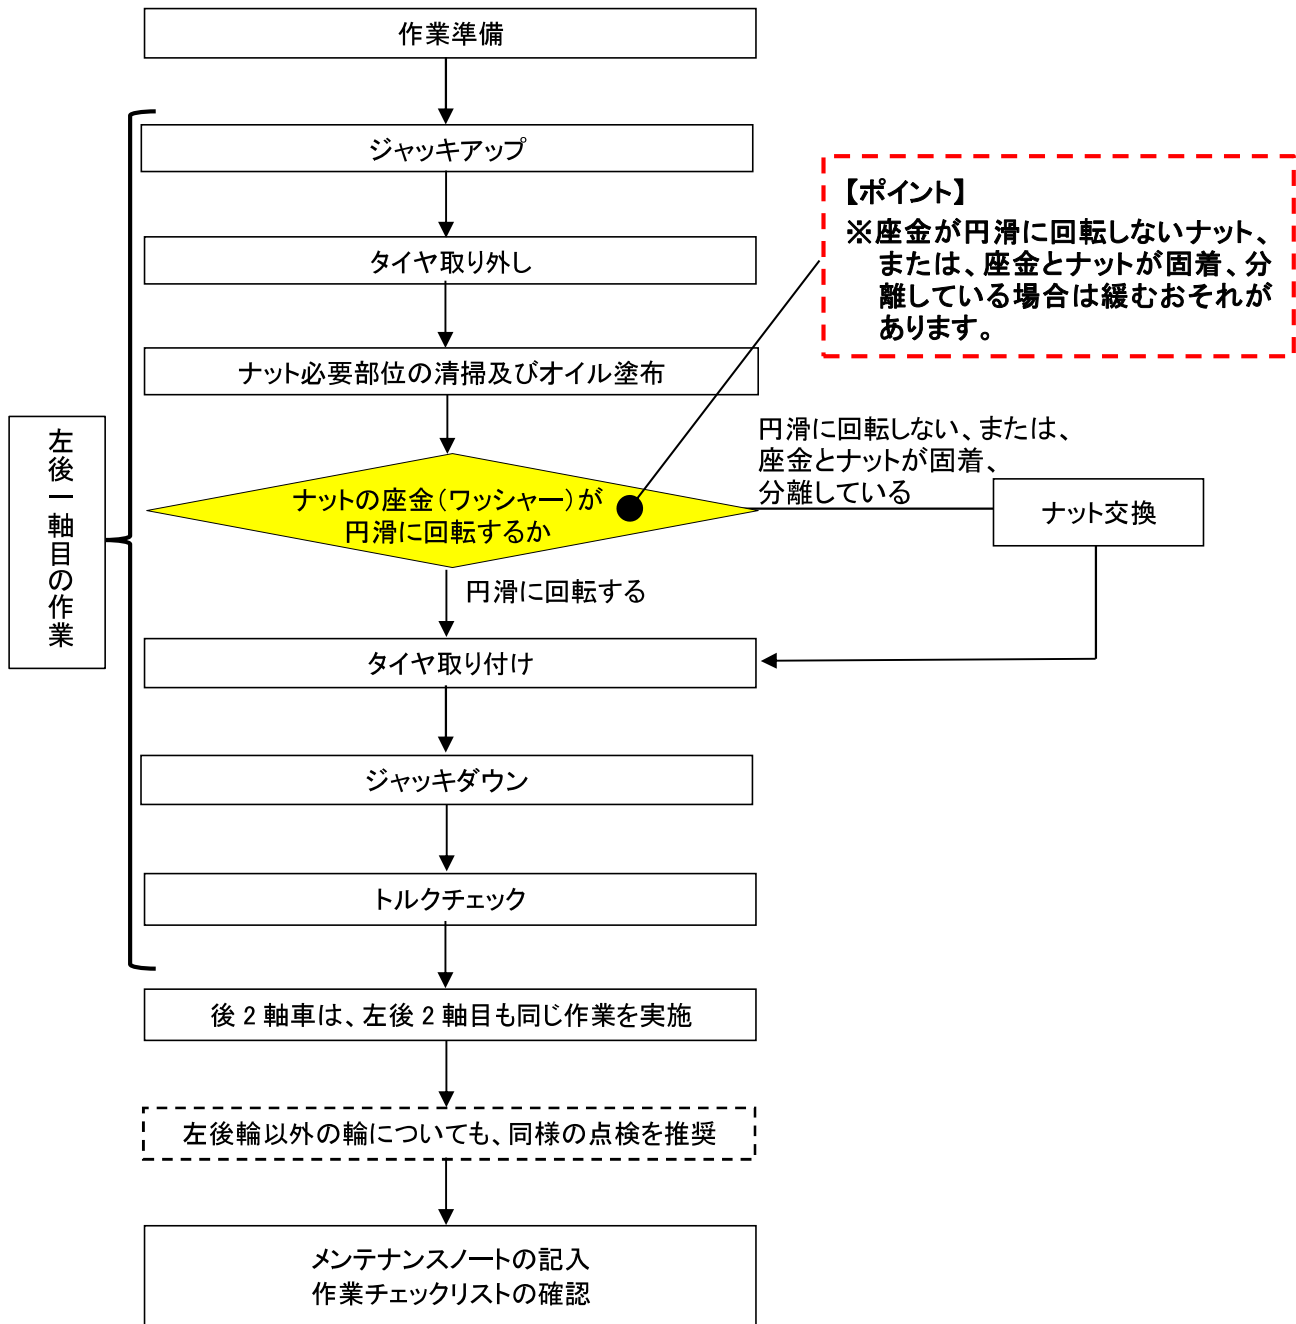 作業準備
ジャッキアップ
タイヤ取り外し
ナット必要部位の清掃及びオイル塗布
【ポイント】
※座金が円滑に回転しないナット、
または、座金とナットが固着、分
離している場合は緩むおそれが
あります。
左後一軸目の作業
ナットの座金(ワッシャー)が
円滑に回転するか
円滑に回転しない、または、
座金とナットが固着、
分離している
ナット交換
円滑に回転する
タイヤ取り付け
ジャッキダウン
トルクチェック
後2軸車は、左後2軸目も同じ作業を実施
左後輪以外の輪についても、同様の点検を推奨
メンテナンスノートの記入
作業チェックリストの確認